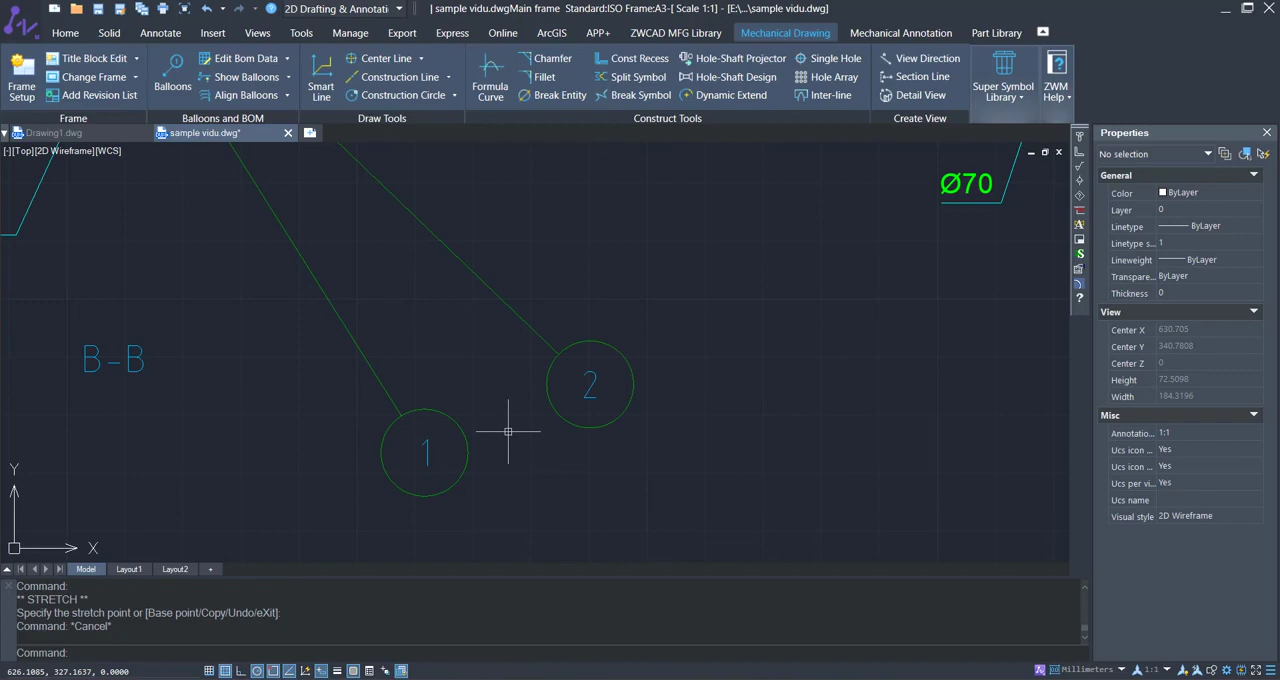 2D Drafting & Annotati
| sample vidu.dwgMain frame Standard:ISO Frame:A3-[ Scale 1:1] - [E:\...\sample vidu.dwg]
Home Solid Annotate Insert Views Tools Manage Export Express Online ArcGIS APP+ ZWCAD MFG Library Mechanical Drawing Mechanical Annotation Part Library
Frame Setup
Title Block Edit
Change Frame
Add Revision List
Frame
Balloons
Edit Bom Data
Show Balloons
Align Balloons
Balloons and BOM
Smart Line
Center Line
Construction Line
Construction Circle
Draw Tools
Formula Curve
Chamfer
Fillet
Break Entity
Const Recess
Split Symbol
Break Symbol
Hole-Shaft Projector
Hole-Shaft Design
Dynamic Extend
Single Hole
Hole Array
Inter-line
Construct Tools
View Direction
Section Line
Detail View
Create View
Super Symbol Library
ZWM Help
Drawing1.dwg
sample vidu.dwg*
[-][Top][2D Wireframe][WCS]
Ø70
B-B
1
2
Y
X
Properties
No selection
General
Color ByLayer
Layer 0
Linetype ByLayer
Linetype s... 1
Lineweight ByLayer
Transpare... ByLayer
Thickness 0
View
Center X 630.705
Center Y 340.7808
Center Z 0
Height 72.5098
Width 184.3196
Misc
Annotatio... 1:1
Ucs icon ... Yes
Ucs icon ... Yes
Ucs per vi... Yes
Ucs name
Visual style 2D Wireframe
Model Layout1 Layout2 +
Command:
** STRETCH **
Specify the stretch point or [Base point/Copy/Undo/eXit]:
Command: *Cancel*
Command:
626.1085, 327.1637, 0.0000
Millimeters 1:1